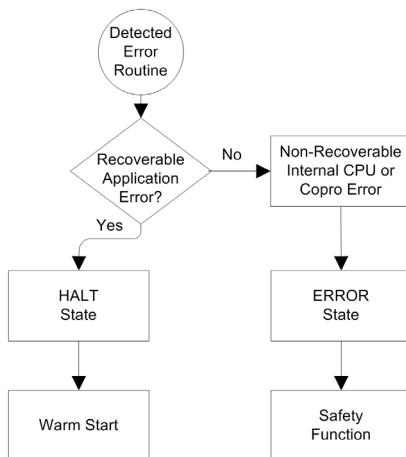 Detected
Error
Routine
Recoverable
Application
Error?
No
Non-Recoverable
Internal CPU or
Copro Error
Yes
HALT
State
ERROR
State
Warm Start
Safety
Function